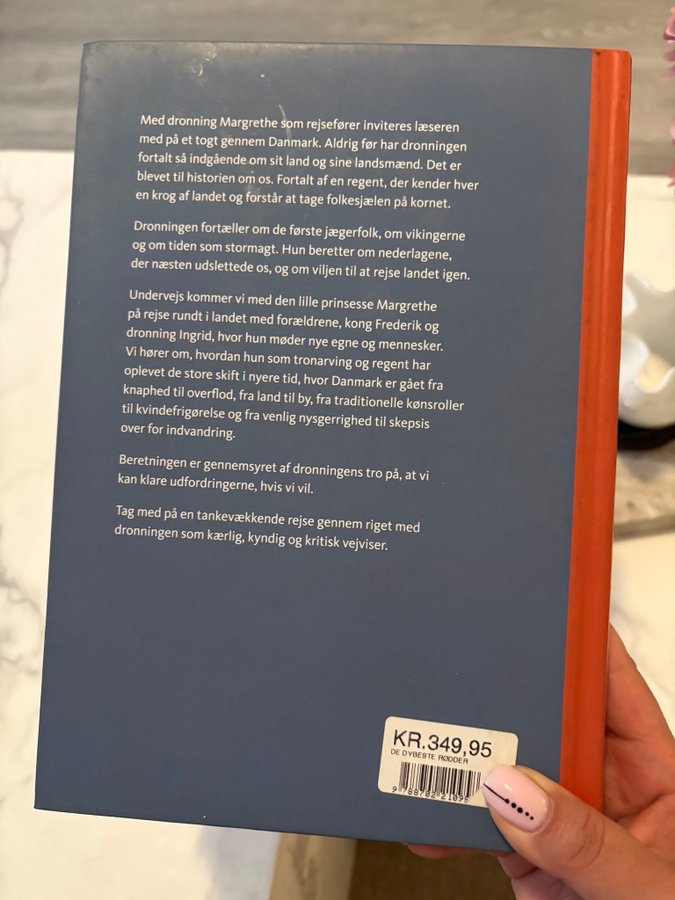 Med dronning Margrethe som rejsefører inviteres læseren
med på et togt gennem Danmark. Aldrig før har dronningen
fortalt så indgående om sit land og sine landsmænd. Det er
blevet til historien om os. Fortalt af en regent, der kender hver
en krog af landet og forstår at tage folkesjælen på kornet.
Dronningen fortæller om de første jægerfolk, om vikingerne
og om tiden som stormagt. Hun beretter om nederlagene,
der næsten udslettede os, og om viljen til at rejse landet igen.
Undervejs kommer vi med den lille prinsesse Margrethe
på rejse rundt i landet med forældrene, kong Frederik og
dronning Ingrid, hvor hun møder nye egne og mennesker.
Vi hører om, hvordan hun som tronarving og regent har
oplevet de store skift i nyere tid, hvor Danmark er gået fra
knaphed til overflod, fra land til by, fra traditionelle kønsroller
til kvindefrigørelse og fra venlig nysgerrighed til skepsis
over for indvandring.
Beretningen er gennemsyret af dronningens tro på, at vi
kan klare udfordringerne, hvis vi vil.
Tag med på en tankevækkende rejse gennem riget med
dronningen som kærlig, kyndig og kritisk vejviser.
KR.349,95
DE DYBESTE RØDDER